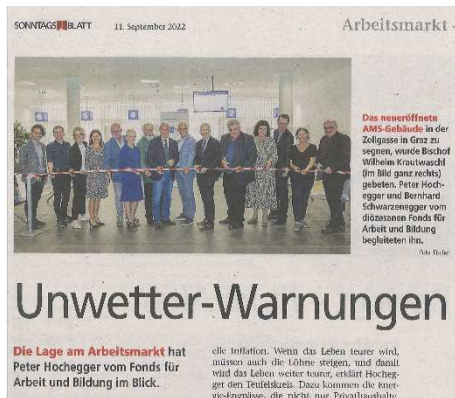 SONNTAGSBLATT 11. September 2022
Arbeitsmarkt
Das neueröffnete
AMS-Gebäude in der
Zollgasse in Graz zu
segnen, wurde Bischof
Wilhelm Krautwaschl
(im Bild ganz rechts)
gebeten. Peter Hoch-
egger und Bernhard
Schwarzenegger vom
diözesanen Fonds für
Arbeit und Bildung
begleiteten ihn.
Foto: Fischer
Unwetter-Warnungen
Die Lage am Arbeitsmarkt hat
Peter Hochegger vom Fonds für
Arbeit und Bildung im Blick.
elle Inflation. Wenn das Leben teurer wird,
müssen auch die Löhne steigen, und damit
wird das Leben weiter teurer, erklärt Hocheg-
ger den Teufelskreis. Dazu kommen die Ener-
gie-Engpässe, die nicht nur Privathaushalte